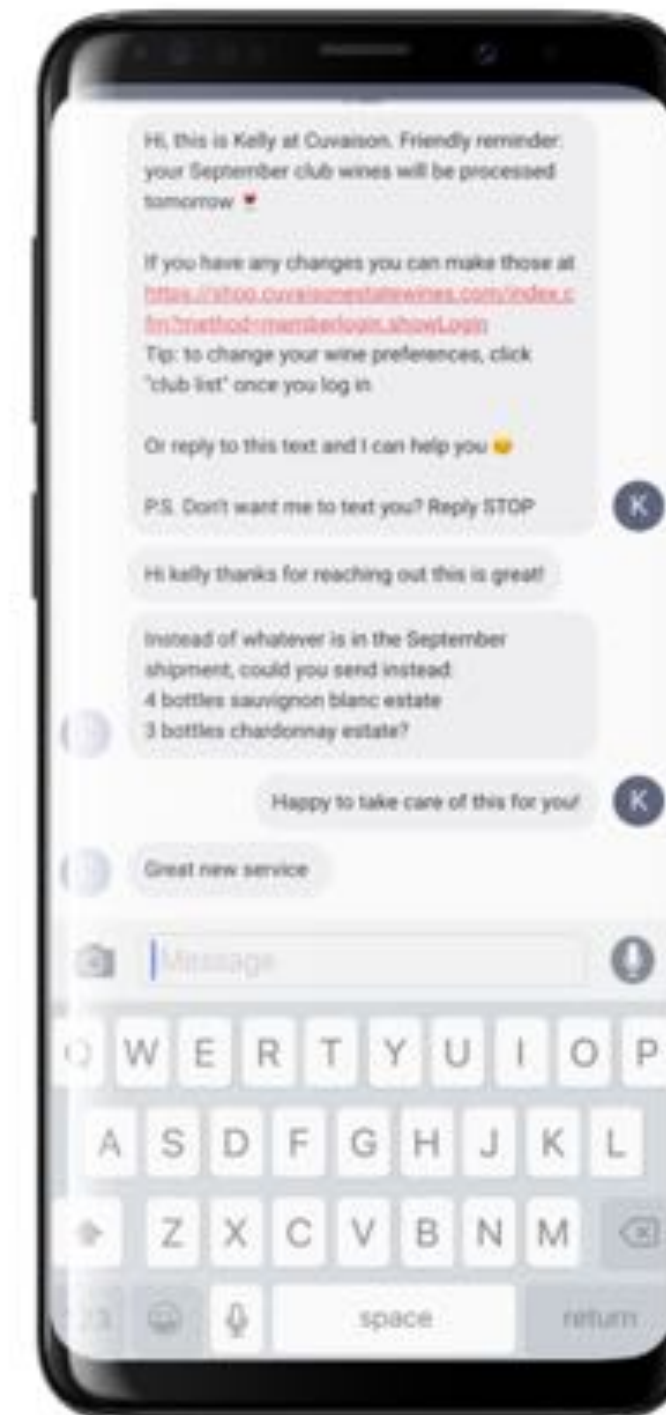 Hi, this is Kelly at Cuvaison. Friendly reminder:
your September club wines will be processed
tomorrow 🍷
If you have any changes you can make those at
https://shop.cuvaisonestatewines.com/index.c
fm?method=memberlogin.showLogin
Tip: to change your wine preferences, click
"club list" once you log in
Or reply to this text and I can help you 😊
P.S. Don't want me to text you? Reply STOP
K
Hi kelly thanks for reaching out this is great!
Instead of whatever is in the September
shipment, could you send instead:
4 bottles sauvignon blanc estate
3 bottles chardonnay estate?
Happy to take care of this for you!
K
Great new service
Message
Q W E R T Y U I O P
A S D F G H J K L
Z X C V B N M
123 space return